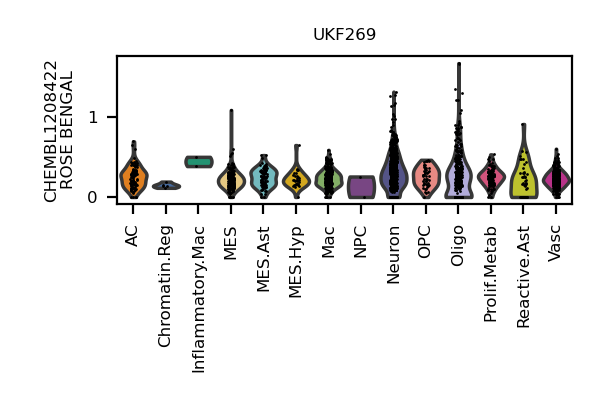 UKF269
CHEMBL1208422
ROSE BENGAL
1
0
AC
Chromatin.Reg
Inflammatory.Mac
MES
MES.Ast
MES.Hyp
Mac
NPC
Neuron
OPC
Oligo
Prolif.Metab
Reactive.Ast
Vasc